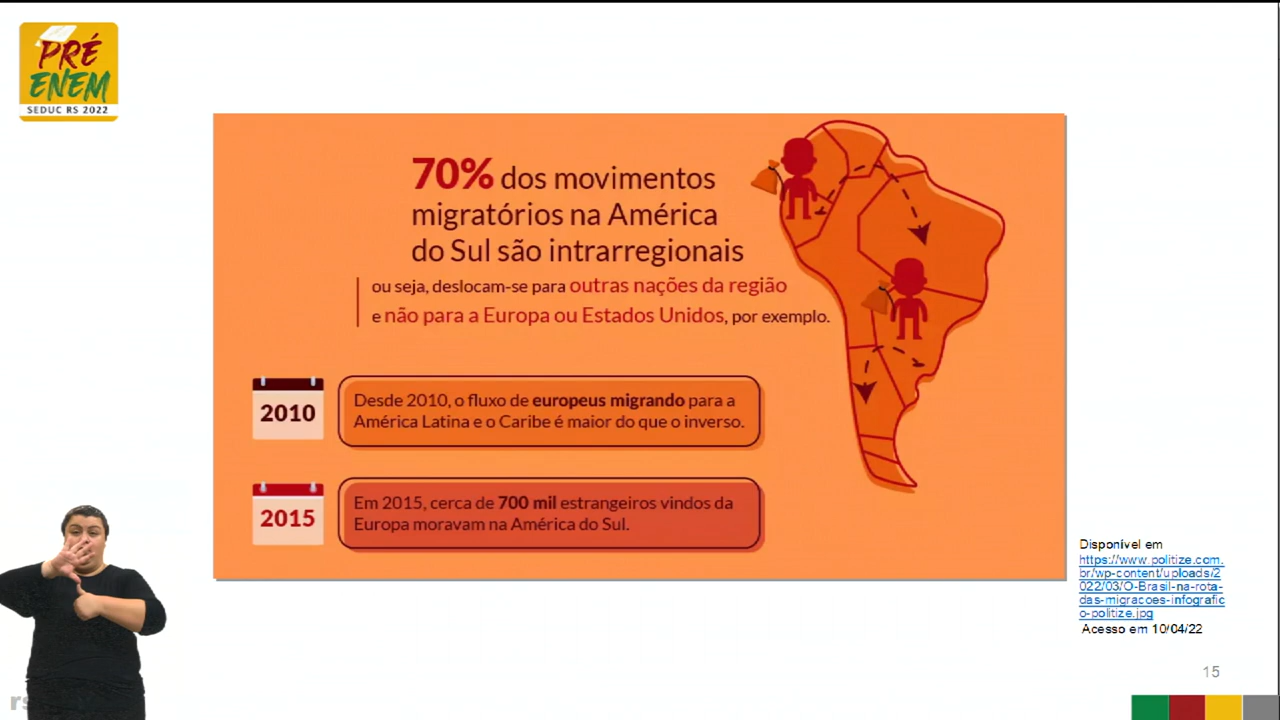 PRÉ
ENEM
SEDUC RS 2022
70% dos movimentos
migratórios na América
do Sul são intrarregionais
ou seja, deslocam-se para outras nações da região
e não para a Europa ou Estados Unidos, por exemplo.
2010
Desde 2010, o fluxo de europeus migrando para a
América Latina e o Caribe é maior do que o inverso.
2015
Em 2015, cerca de 700 mil estrangeiros vindos da
Europa moravam na América do Sul.
Disponível em
https://www.politize.com.
br/wp-content/uploads/2
022/03/O-Brasil-na-rota-
das-migracoes-infografic
o-politize.jpg
Acesso em 10/04/22
15